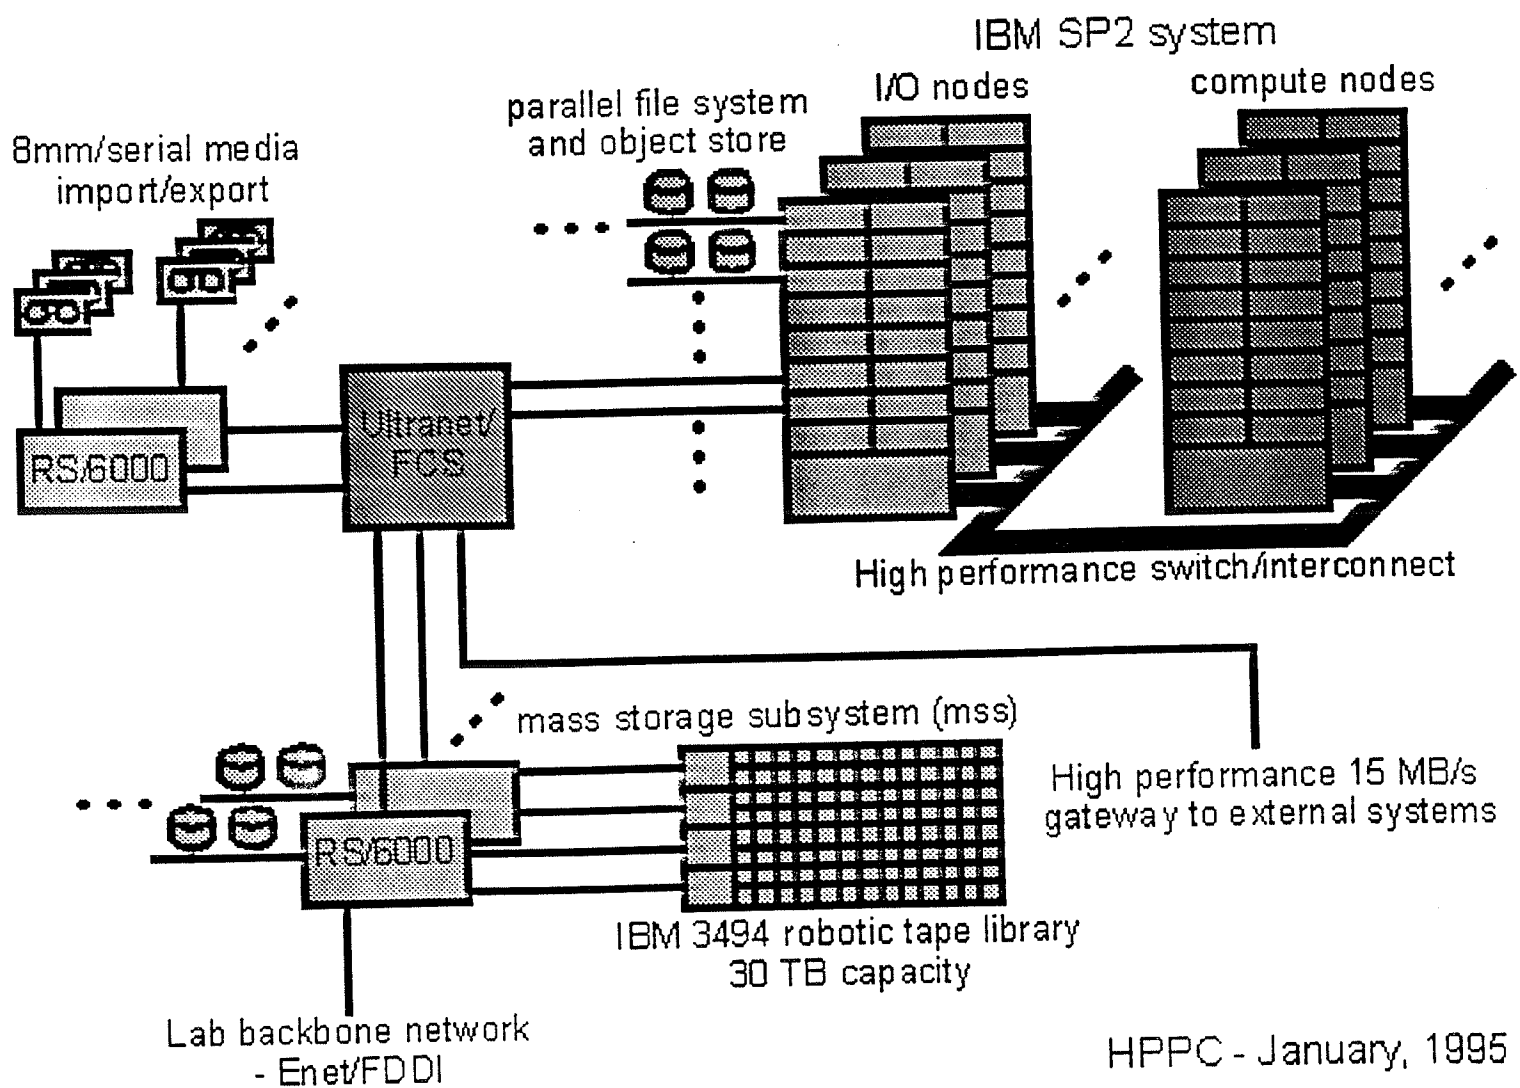 IBM SP2 system
I/O nodes
compute nodes
parallel file system
and object store
8mm/serial media
import/export
Ultranet/
FCS
RS/6000
High performance switch/interconnect
mass storage subsystem (mss)
High performance 15 MB/s
gateway to external systems
RS/6000
IBM 3494 robotic tape library
30 TB capacity
Lab backbone network
- Enet/FDDI
HPPC - January, 1995